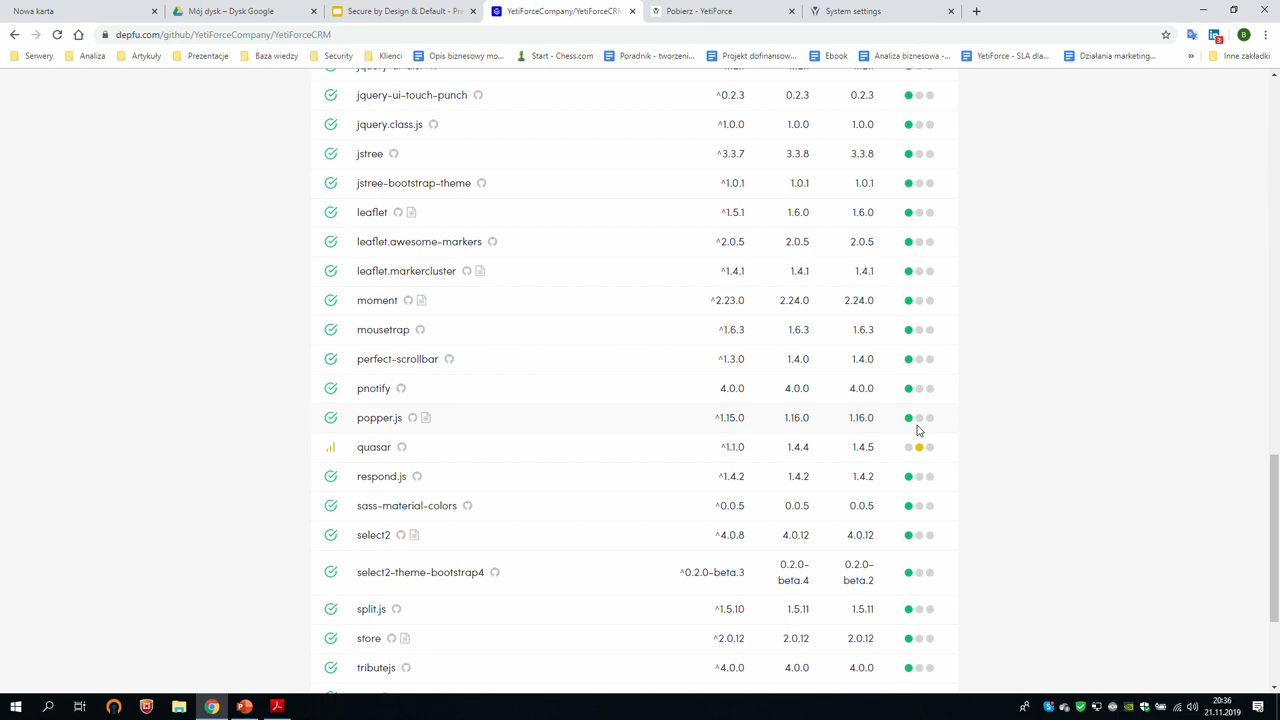 Nowa karta
Mój dysk – Dysk Google
Secure by Design & Default - Pre
YetiForceCompany/YetiForceCRM
Pobierz - YetiForce
System settings
depfu.com/github/YetiForceCompany/YetiForceCRM
Serwery Analiza Artykuły Prezentacje Baza wiedzy Security Klienci Opis biznesowy mo... Start - Chess.com Poradnik - tworzeni... Projekt dofinansow... Ebook Analiza biznesowa -... YetiForce - SLA dla... Działania marketing... » Inne zakładki
jquery-ui-touch-punch ^0.2.3 0.2.3 0.2.3
jquery.class.js ^1.0.0 1.0.0 1.0.0
jstree ^3.3.7 3.3.8 3.3.8
jstree-bootstrap-theme ^1.0.1 1.0.1 1.0.1
leaflet ^1.5.1 1.6.0 1.6.0
leaflet.awesome-markers ^2.0.5 2.0.5 2.0.5
leaflet.markercluster ^1.4.1 1.4.1 1.4.1
moment ^2.23.0 2.24.0 2.24.0
mousetrap ^1.6.3 1.6.3 1.6.3
perfect-scrollbar ^1.3.0 1.4.0 1.4.0
pnotify 4.0.0 4.0.0 4.0.0
popper.js ^1.15.0 1.16.0 1.16.0
quasar ^1.1.0 1.4.4 1.4.5
respond.js ^1.4.2 1.4.2 1.4.2
sass-material-colors ^0.0.5 0.0.5 0.0.5
select2 ^4.0.8 4.0.12 4.0.12
select2-theme-bootstrap4 ^0.2.0-beta.3 0.2.0- 0.2.0-
beta.4 beta.2
split.js ^1.5.10 1.5.11 1.5.11
store ^2.0.12 2.0.12 2.0.12
tributejs ^4.0.0 4.0.0 4.0.0
20:36
21.11.2019